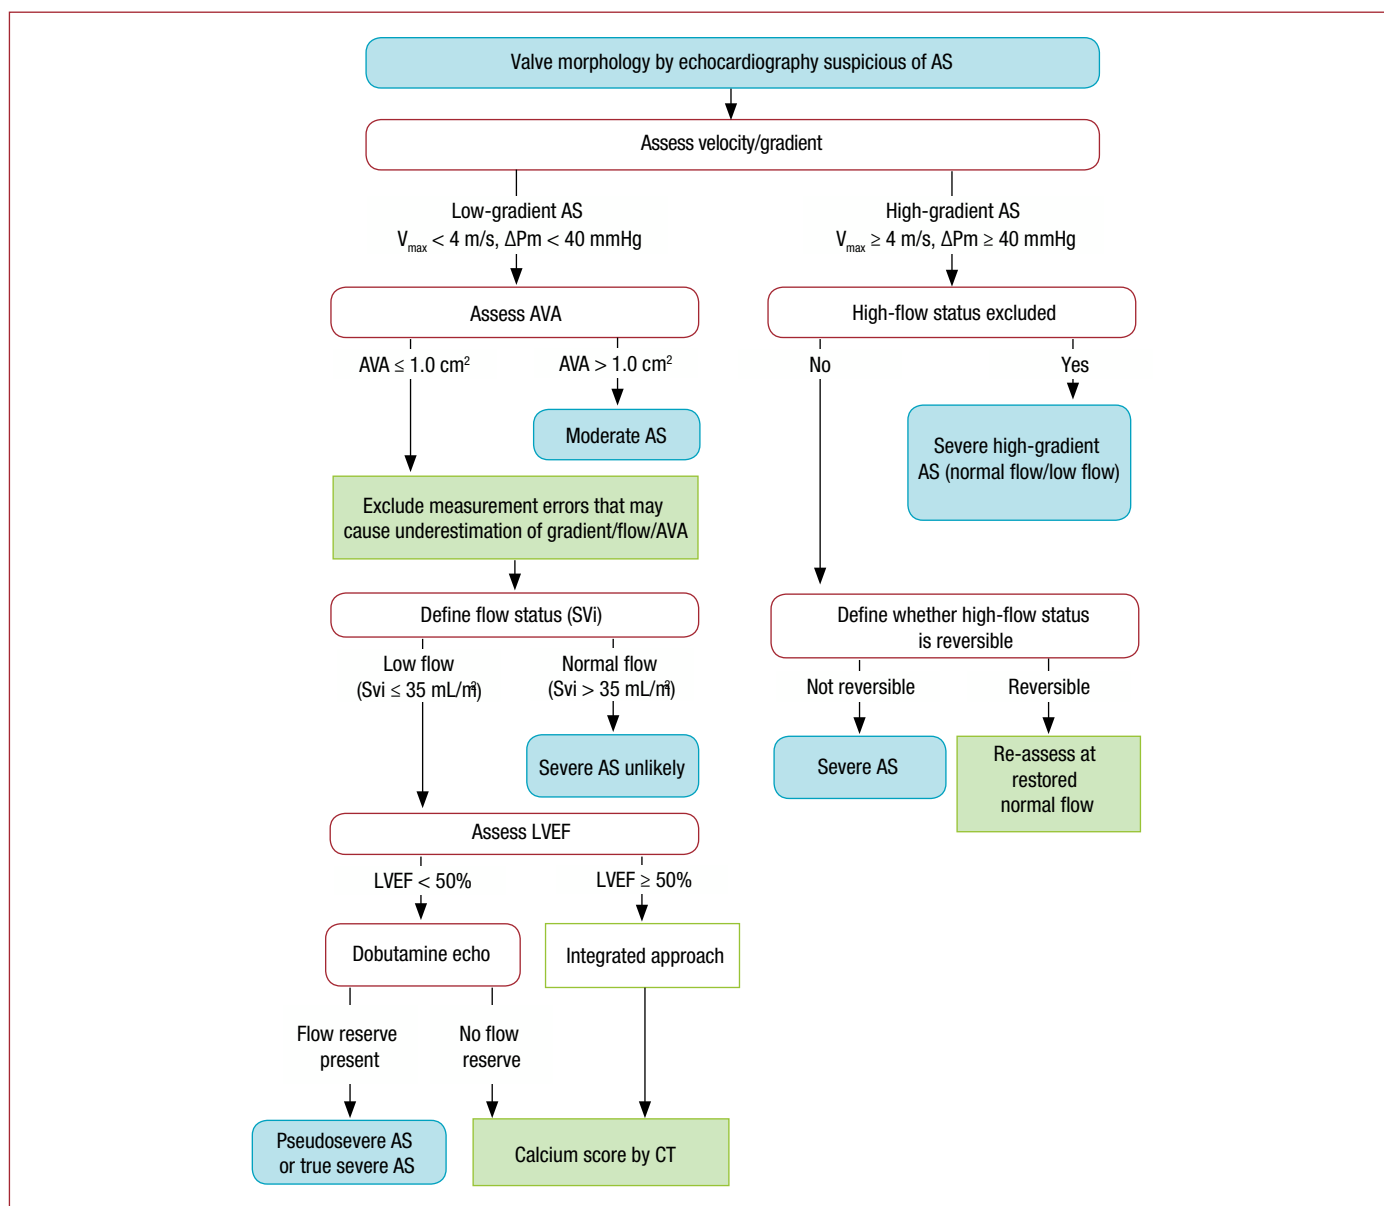 Valve morphology by echocardiography suspicious of AS
Assess velocity/gradient
Low-gradient AS
Vmax < 4 m/s, ΔPm < 40 mmHg
High-gradient AS
Vmax ≥ 4 m/s, ΔPm ≥ 40 mmHg
Assess AVA
High-flow status excluded
AVA ≤ 1.0 cm²
AVA > 1.0 cm²
No
Yes
Moderate AS
Severe high-gradient
AS (normal flow/low flow)
Exclude measurement errors that may
cause underestimation of gradient/flow/AVA
Define flow status (SVi)
Define whether high-flow status
is reversible
Low flow
(Svi ≤ 35 mL/m²)
Normal flow
(Svi > 35 mL/m²)
Not reversible
Reversible
Severe AS unlikely
Severe AS
Re-assess at
restored
normal flow
Assess LVEF
LVEF < 50%
LVEF ≥ 50%
Dobutamine echo
Integrated approach
Flow reserve
present
No flow
reserve
Pseudosevere AS
or true severe AS
Calcium score by CT